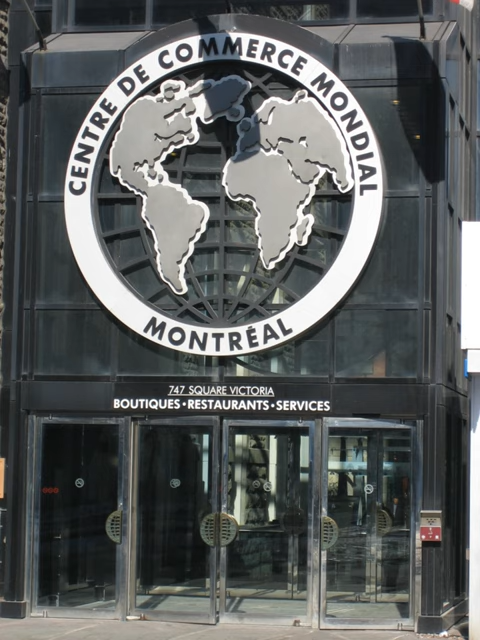 CENTRE DE COMMERCE MONDIAL
MONTRÉAL
747 SQUARE VICTORIA
BOUTIQUES • RESTAURANTS • SERVICES